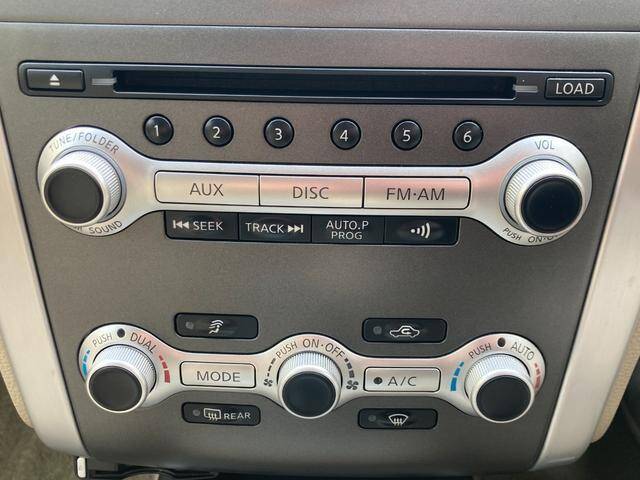 LOAD
1 2 3 4 5 6
TUNE/FOLDER
SOUND
VOL
PUSH ON·O
AUX DISC FM·AM
SEEK TRACK AUTO.P PROG
PUSH DUAL
PUSH ON·OFF
PUSH AUTO
MODE
A/C
REAR